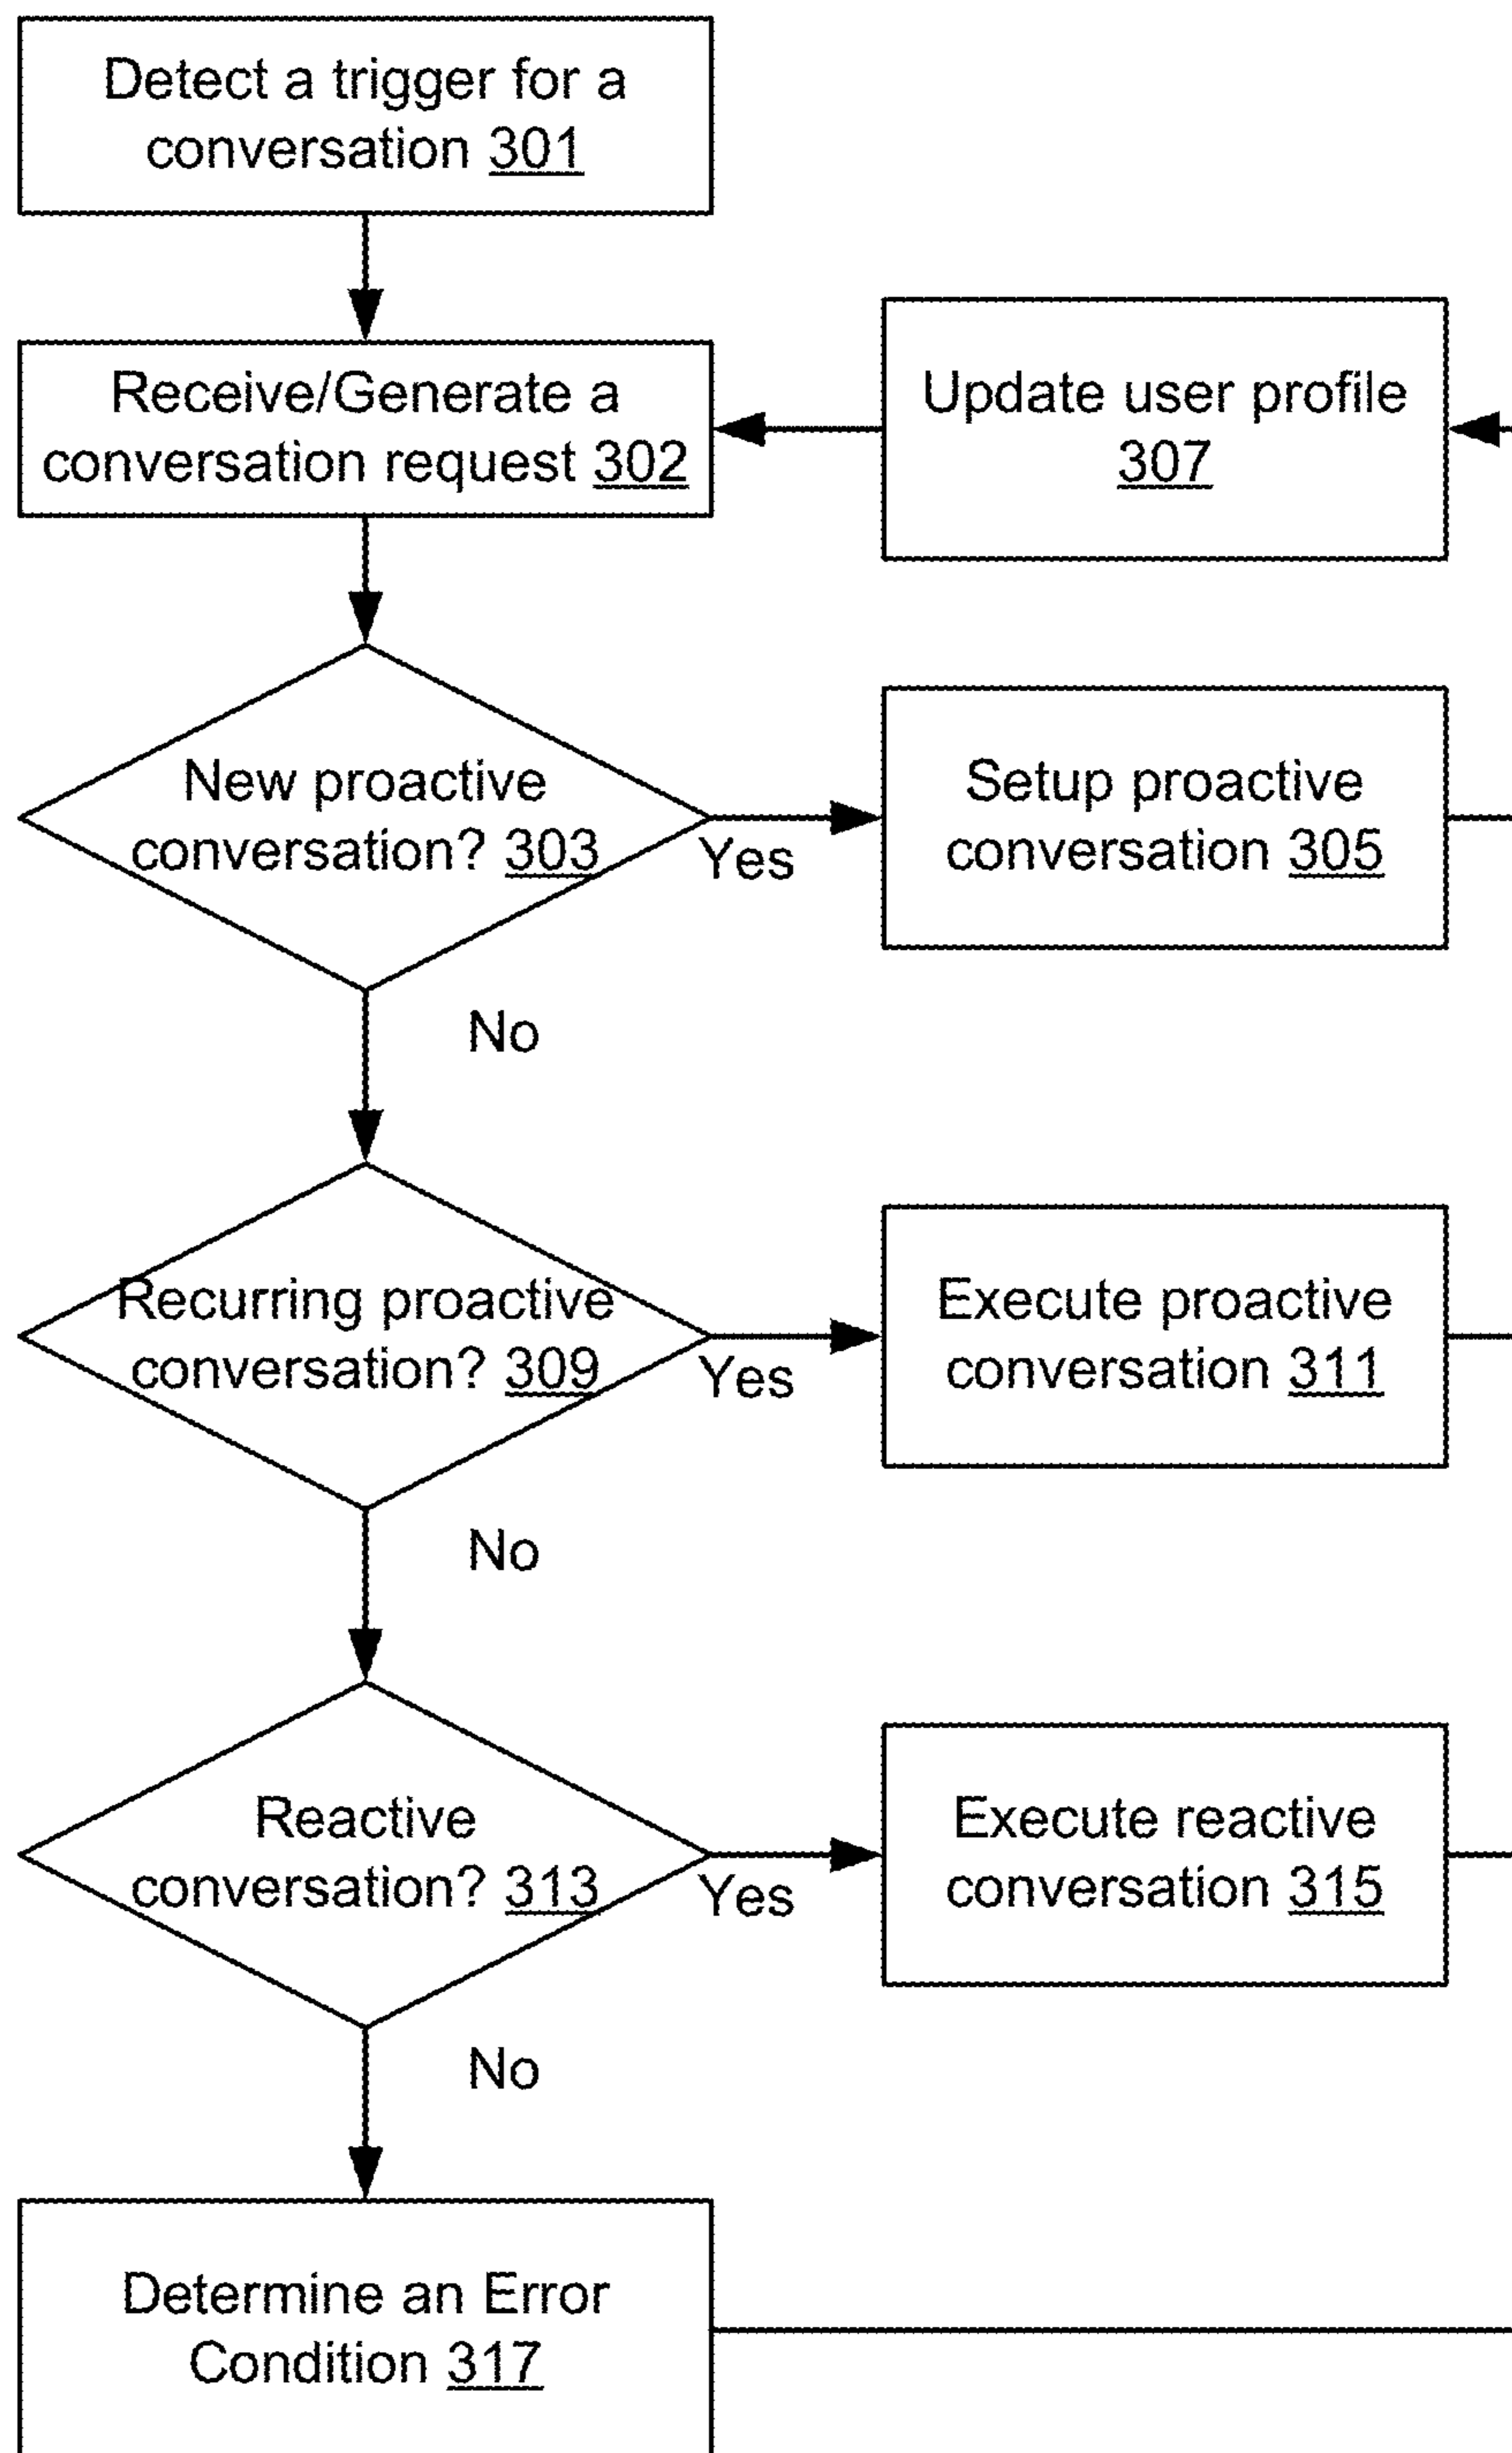 Detect a trigger for a
conversation 301
Receive/Generate a
conversation request 302
Update user profile
307
New proactive
conversation? 303
Yes
Setup proactive
conversation 305
No
Recurring proactive
conversation? 309
Yes
Execute proactive
conversation 311
No
Reactive
conversation? 313
Yes
Execute reactive
conversation 315
No
Determine an Error
Condition 317